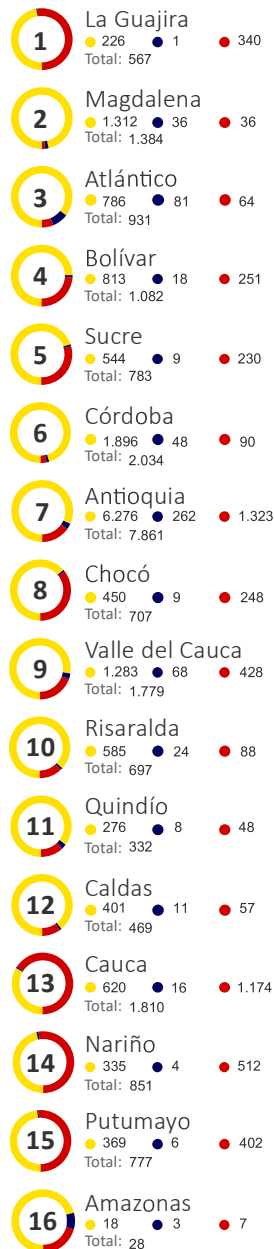 1
La Guajira
226 1 340
Total: 567
2
Magdalena
1.312 36 36
Total: 1.384
3
Atlántico
786 81 64
Total: 931
4
Bolívar
813 18 251
Total: 1.082
5
Sucre
544 9 230
Total: 783
6
Córdoba
1.896 48 90
Total: 2.034
7
Antioquia
6.276 262 1.323
Total: 7.861
8
Chocó
450 9 248
Total: 707
9
Valle del Cauca
1.283 68 428
Total: 1.779
10
Risaralda
585 24 88
Total: 697
11
Quindío
276 8 48
Total: 332
12
Caldas
401 11 57
Total: 469
13
Cauca
620 16 1.174
Total: 1.810
14
Nariño
335 4 512
Total: 851
15
Putumayo
369 6 402
Total: 777
16
Amazonas
18 3 7
Total: 28